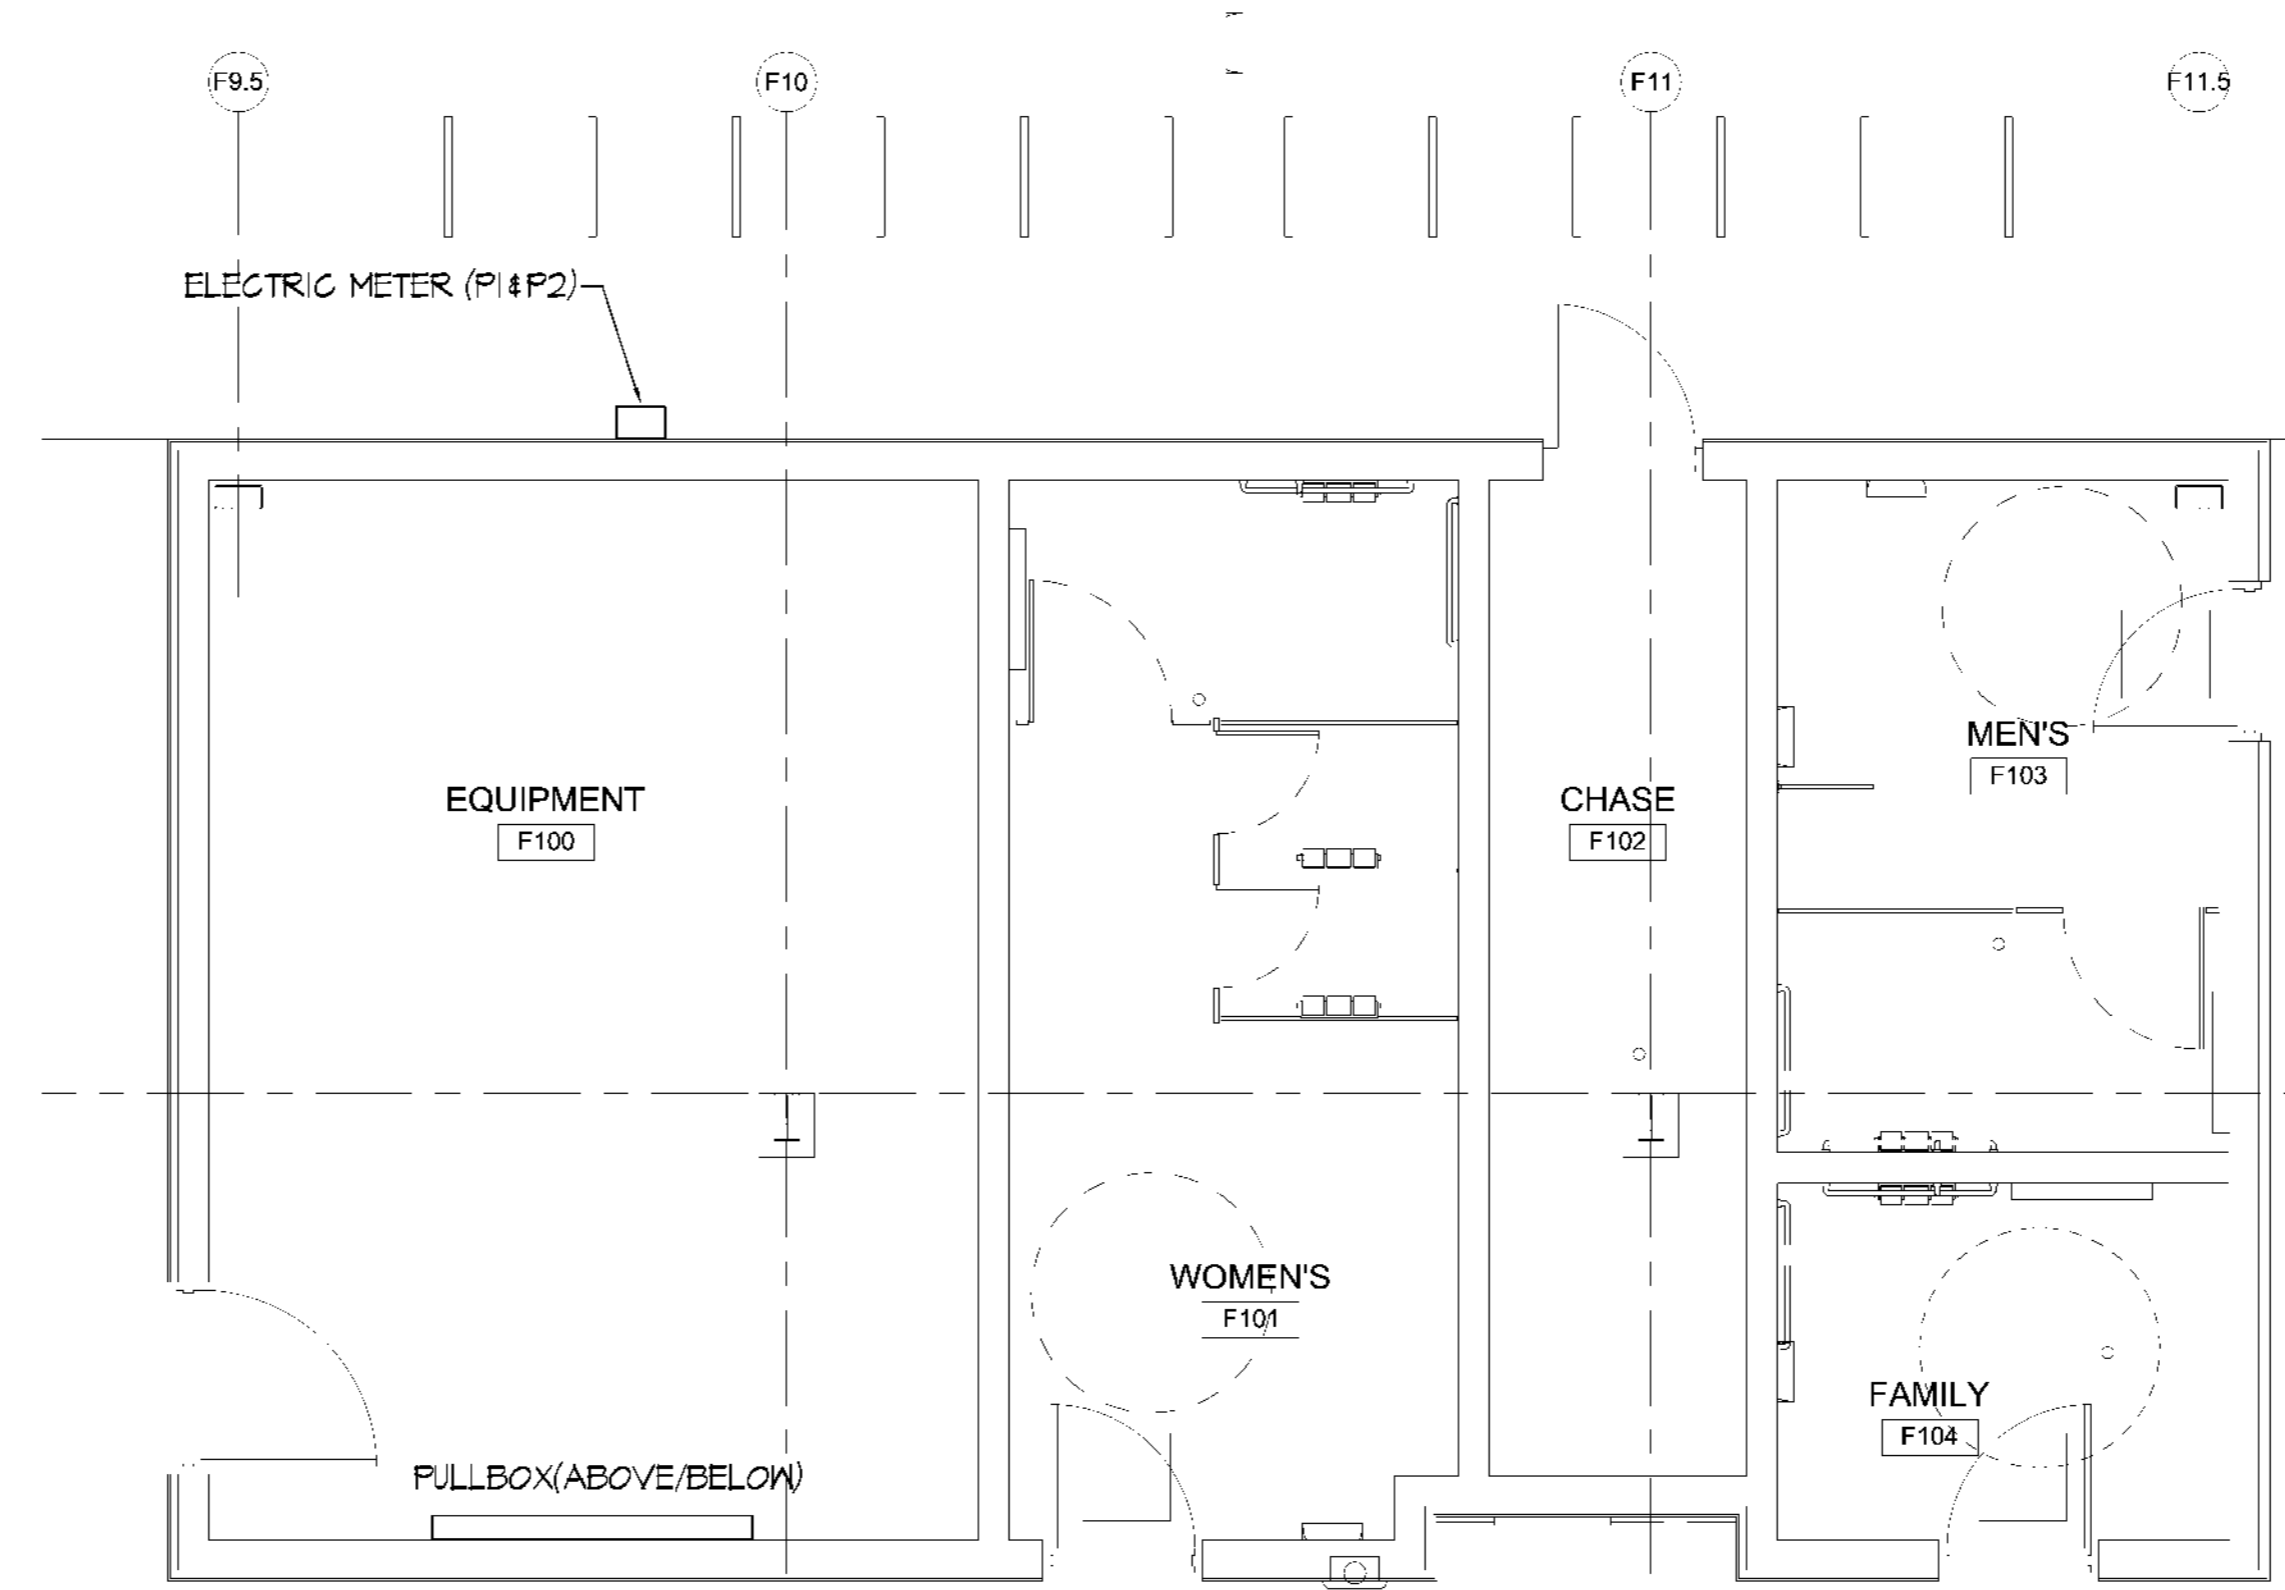 F9.5
F10
F11
F11.5
ELECTRIC METER (P1&P2)
MEN'S
F103
EQUIPMENT
F100
CHASE
F102
WOMEN'S
F101
FAMILY
F104
PULLBOX(ABOVE/BELOW)